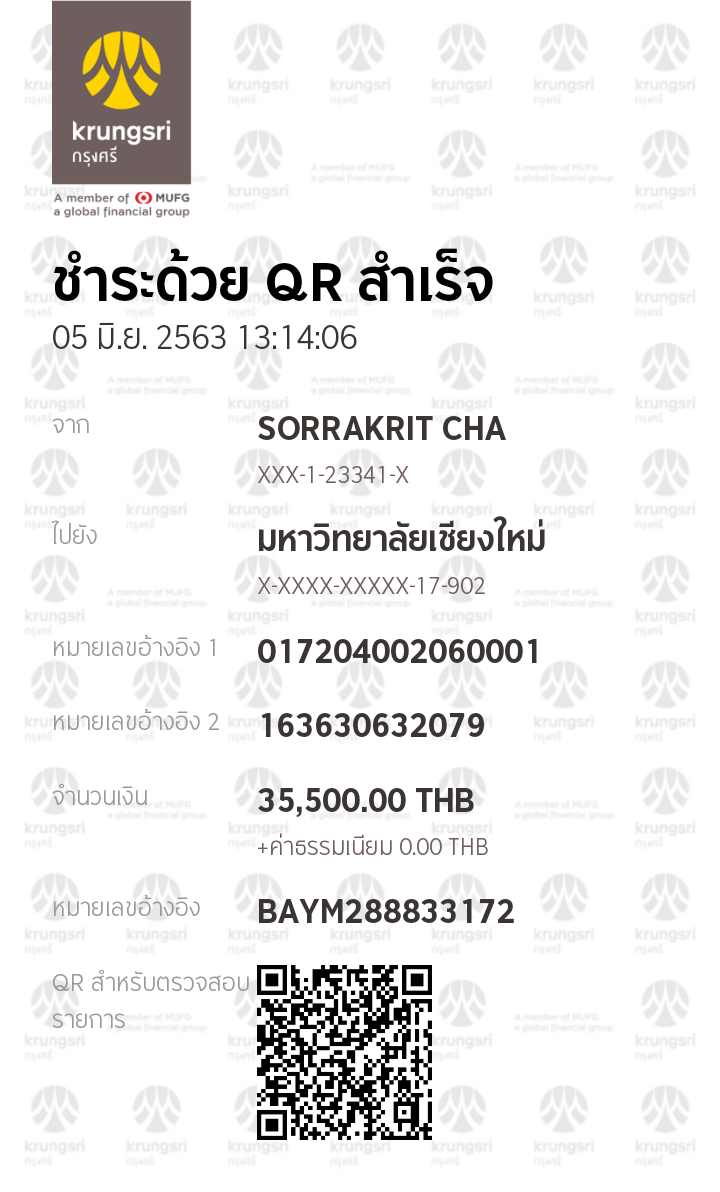 krungsri
กรุงศรี
A member of MUFG
a global financial group
ชำระด้วย QR สำเร็จ
05 มิ.ย. 2563 13:14:06
จาก
SORRAKRIT CHA
XXX-1-23341-X
ไปยัง
มหาวิทยาลัยเชียงใหม่
X-XXXX-XXXXX-17-902
หมายเลขอ้างอิง 1
017204002060001
หมายเลขอ้างอิง 2
163630632079
จำนวนเงิน
35,500.00 THB
+ค่าธรรมเนียม 0.00 THB
หมายเลขอ้างอิง
BAYM288833172
QR สำหรับตรวจสอบ
รายการ